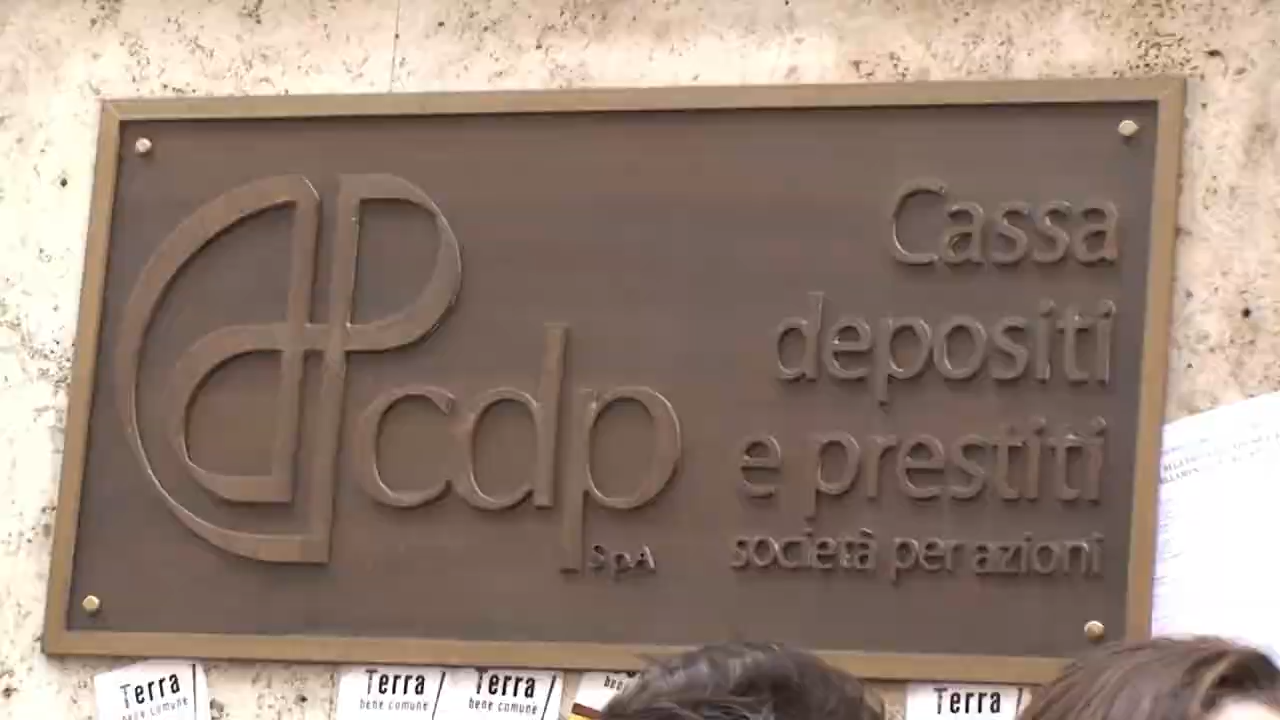 cdp
SpA
Cassa
depositi
e prestiti
società per azioni
Terra
bene comune
Terra
bene comune
Terra
bene comune
Terra